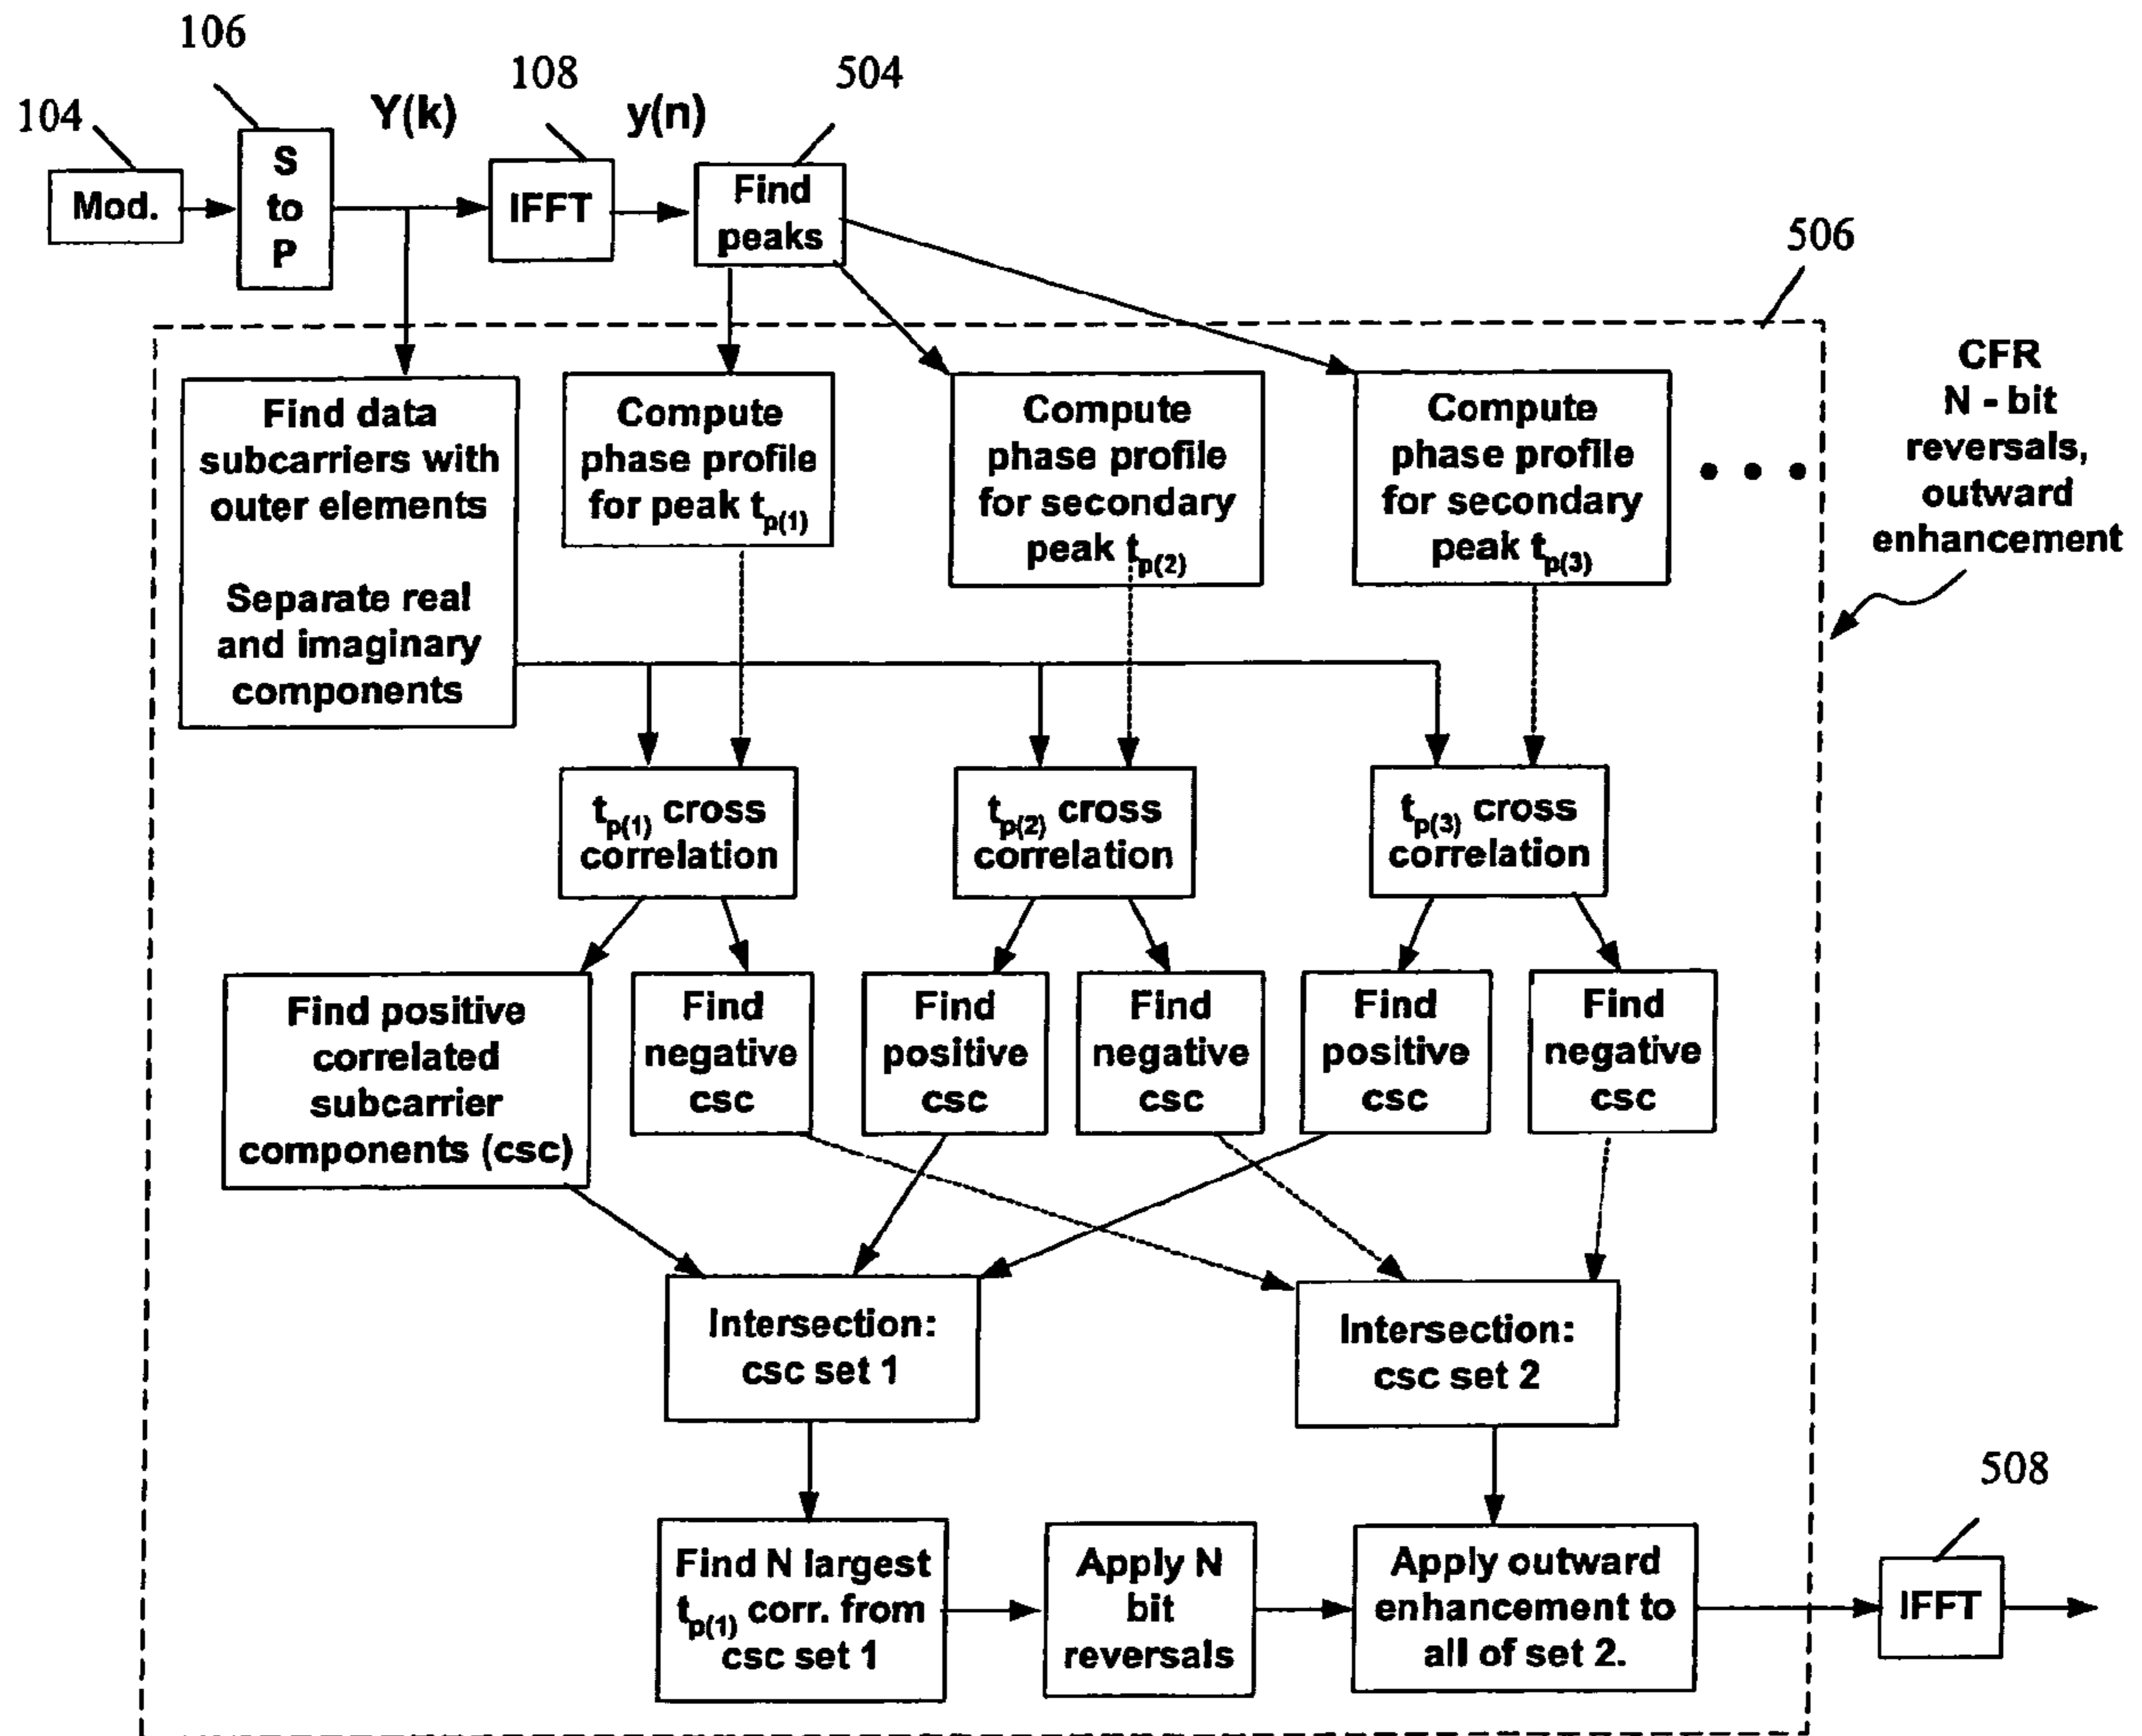 106
108
504
104
Y(k)
y(n)
Mod.
S
to
P
IFFT
Find
peaks
506
CFR
N - bit
reversals,
outward
enhancement
Find data
subcarriers with
outer elements
Separate real
and imaginary
components
Compute
phase profile
for peak tp(1)
Compute
phase profile
for secondary
peak tp(2)
Compute
phase profile
for secondary
peak tp(3)
• • •
tp(1) cross
correlation
tp(2) cross
correlation
tp(3) cross
correlation
Find positive
correlated
subcarrier
components (csc)
Find
negative
csc
Find
positive
csc
Find
negative
csc
Find
positive
csc
Find
negative
csc
Intersection:
csc set 1
Intersection:
csc set 2
508
Find N largest
tp(1) corr. from
csc set 1
Apply N
bit
reversals
Apply outward
enhancement to
all of set 2.
IFFT